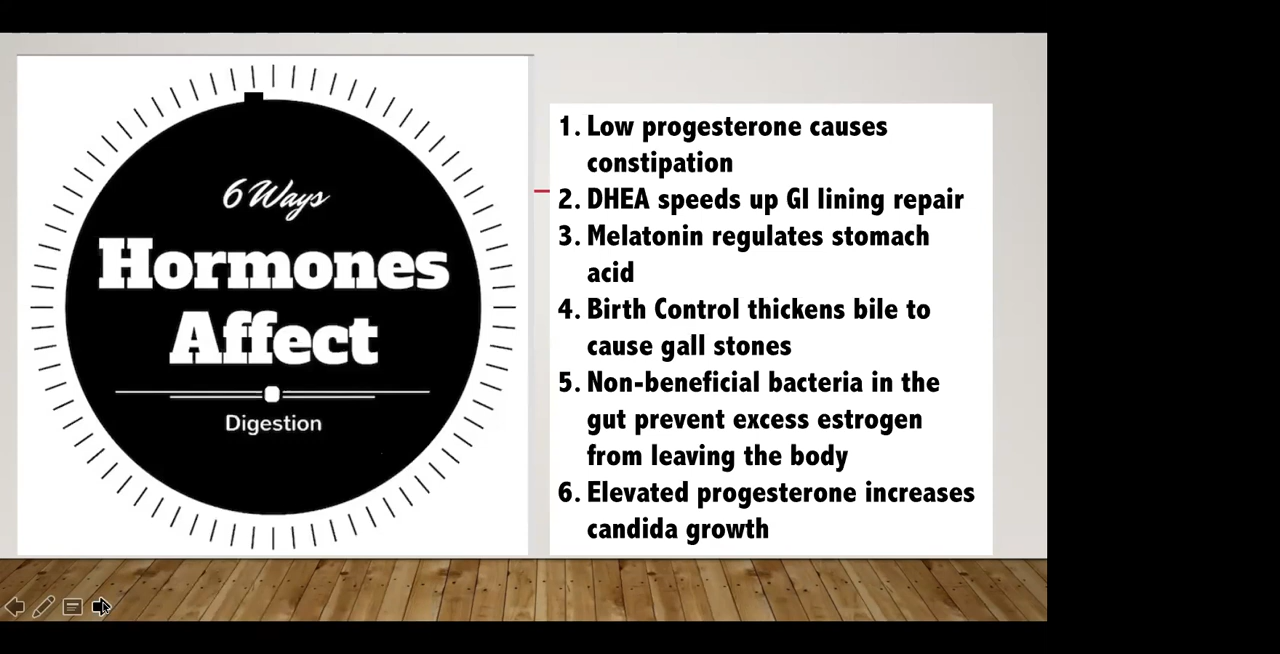 6 Ways
Hormones
Affect
Digestion
1. Low progesterone causes
constipation
2. DHEA speeds up GI lining repair
3. Melatonin regulates stomach
acid
4. Birth Control thickens bile to
cause gall stones
5. Non-beneficial bacteria in the
gut prevent excess estrogen
from leaving the body
6. Elevated progesterone increases
candida growth